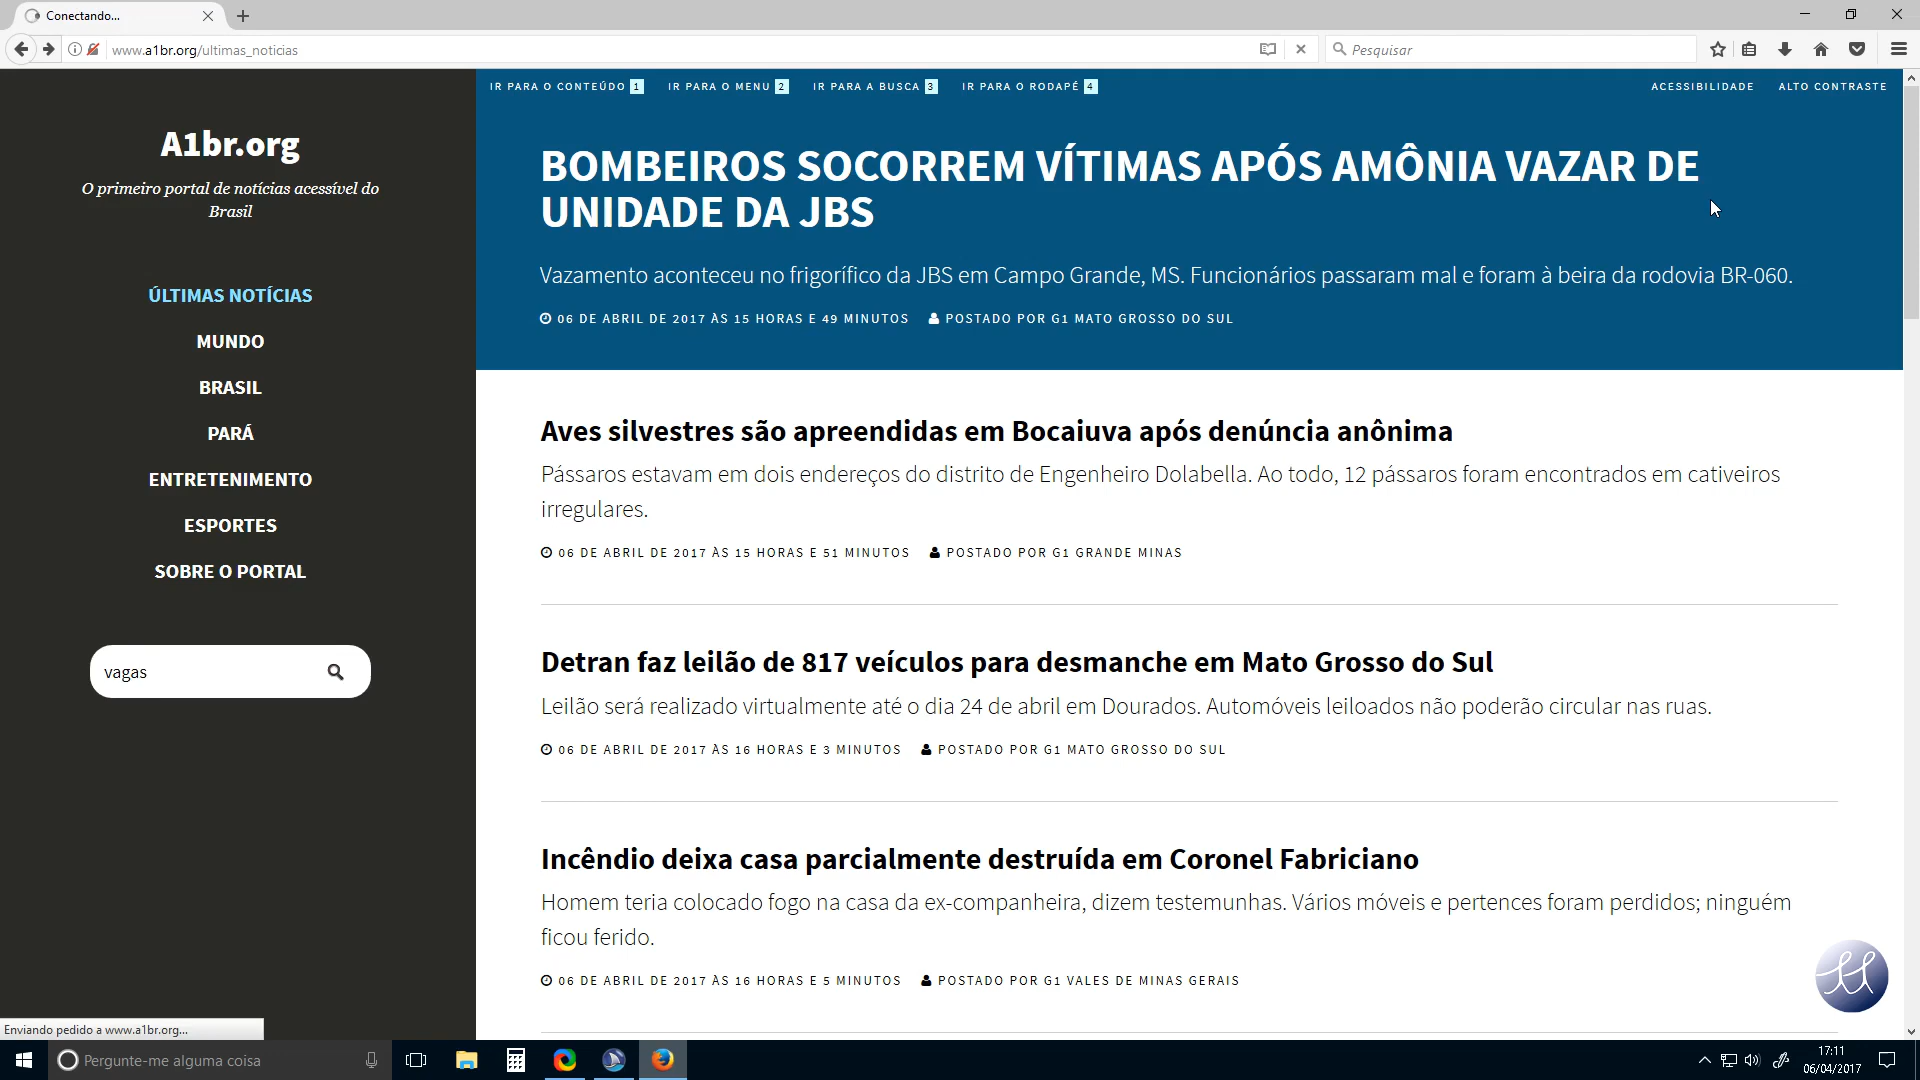 Conectando...
www.a1br.org/ultimas_noticias
Pesquisar
IR PARA O CONTEÚDO 1
IR PARA O MENU 2
IR PARA A BUSCA 3
IR PARA O RODAPÉ 4
ACESSIBILIDADE
ALTO CONTRASTE
A1br.org
O primeiro portal de notícias acessível do
Brasil
ÚLTIMAS NOTÍCIAS
MUNDO
BRASIL
PARÁ
ENTRETENIMENTO
ESPORTES
SOBRE O PORTAL
vagas
BOMBEIROS SOCORREM VÍTIMAS APÓS AMÔNIA VAZAR DE
UNIDADE DA JBS
Vazamento aconteceu no frigorífico da JBS em Campo Grande, MS. Funcionários passaram mal e foram à beira da rodovia BR-060.
06 DE ABRIL DE 2017 ÀS 15 HORAS E 49 MINUTOS POSTADO POR G1 MATO GROSSO DO SUL
Aves silvestres são apreendidas em Bocaiuva após denúncia anônima
Pássaros estavam em dois endereços do distrito de Engenheiro Dolabella. Ao todo, 12 pássaros foram encontrados em cativeiros
irregulares.
06 DE ABRIL DE 2017 ÀS 15 HORAS E 51 MINUTOS POSTADO POR G1 GRANDE MINAS
Detran faz leilão de 817 veículos para desmanche em Mato Grosso do Sul
Leilão será realizado virtualmente até o dia 24 de abril em Dourados. Automóveis leiloados não poderão circular nas ruas.
06 DE ABRIL DE 2017 ÀS 16 HORAS E 3 MINUTOS POSTADO POR G1 MATO GROSSO DO SUL
Incêndio deixa casa parcialmente destruída em Coronel Fabriciano
Homem teria colocado fogo na casa da ex-companheira, dizem testemunhas. Vários móveis e pertences foram perdidos; ninguém
ficou ferido.
06 DE ABRIL DE 2017 ÀS 16 HORAS E 5 MINUTOS POSTADO POR G1 VALES DE MINAS GERAIS
Enviando pedido a www.a1br.org...
Pergunte-me alguma coisa
17:11
06/04/2017